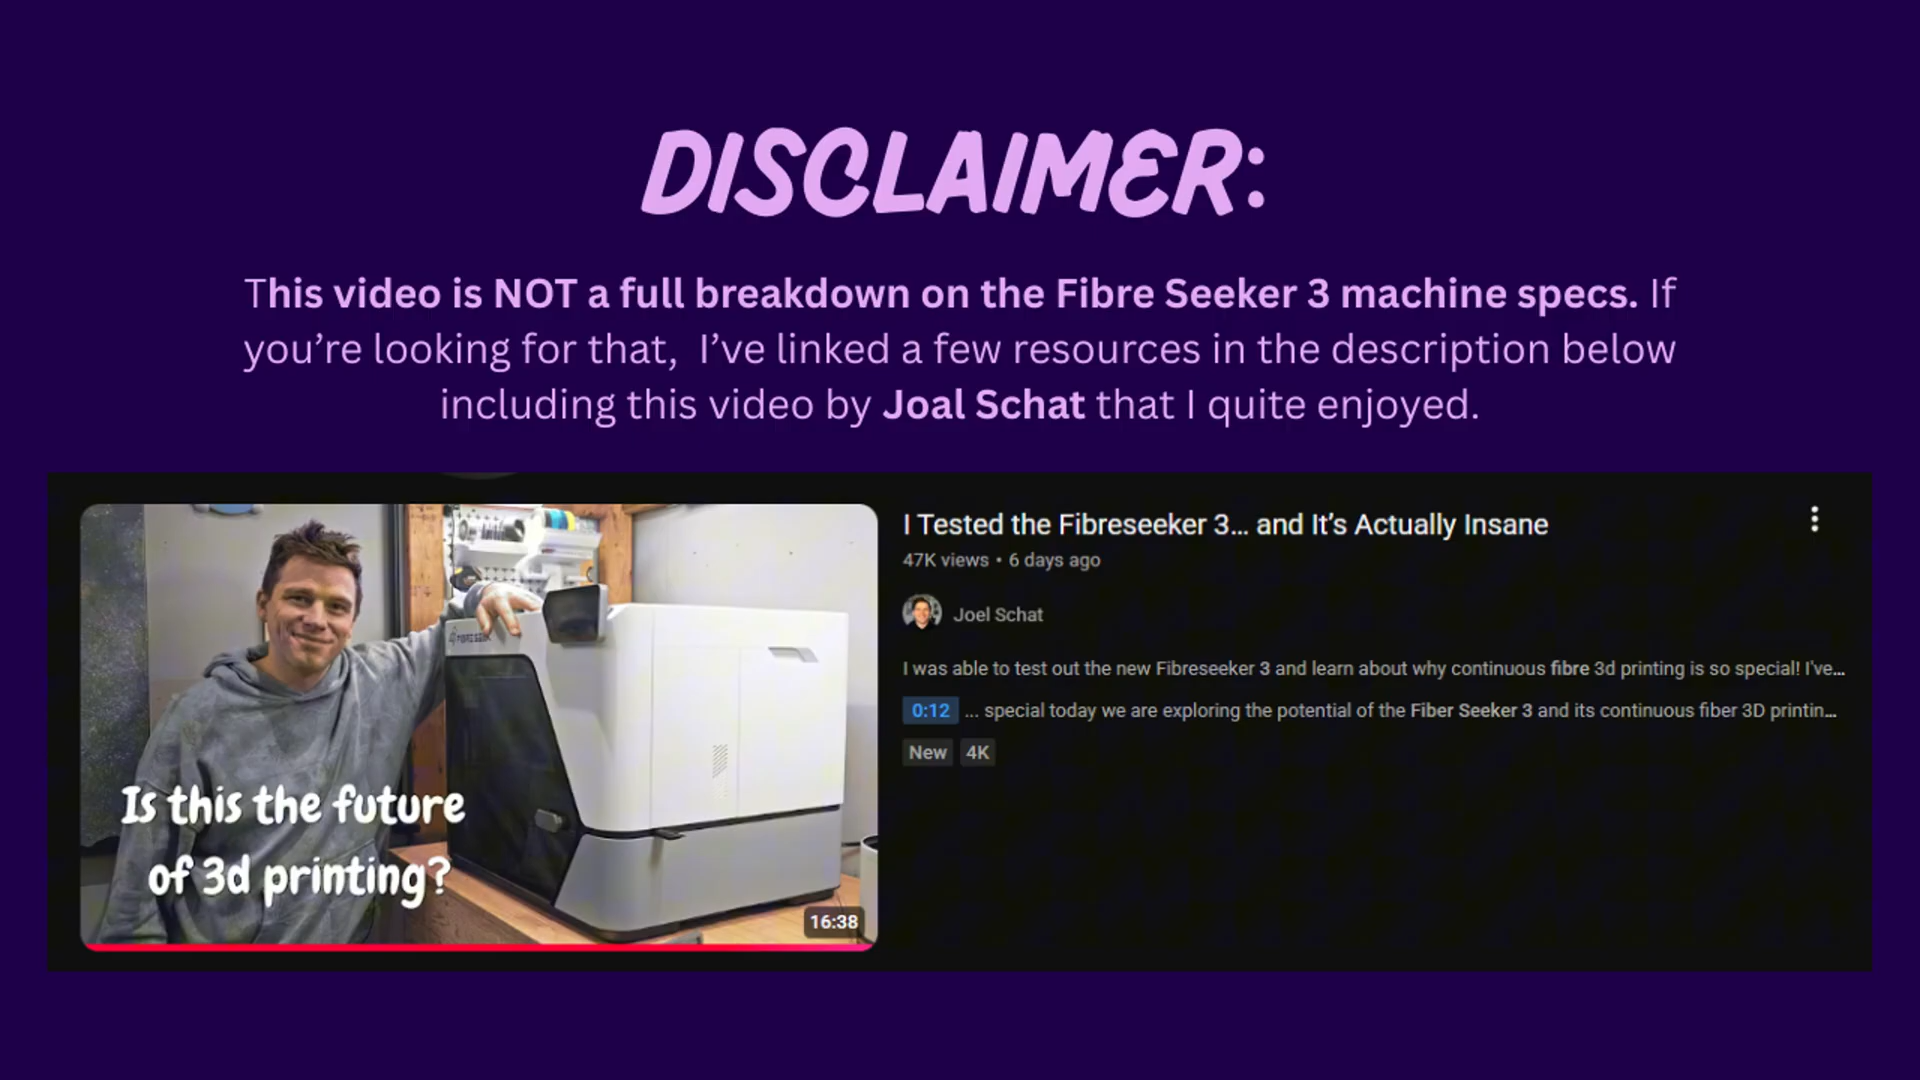 DISCLAIMER:
This video is NOT a full breakdown on the Fibre Seeker 3 machine specs. If
you're looking for that, I've linked a few resources in the description below
including this video by Joal Schat that I quite enjoyed.
I Tested the Fibreseeker 3... and It's Actually Insane
47K views • 6 days ago
Joel Schat
I was able to test out the new Fibreseeker 3 and learn about why continuous fibre 3d printing is so special! I've...
0:12 ... special today we are exploring the potential of the Fiber Seeker 3 and its continuous fiber 3D printin...
New 4K
Is this the future
of 3d printing?
16:38